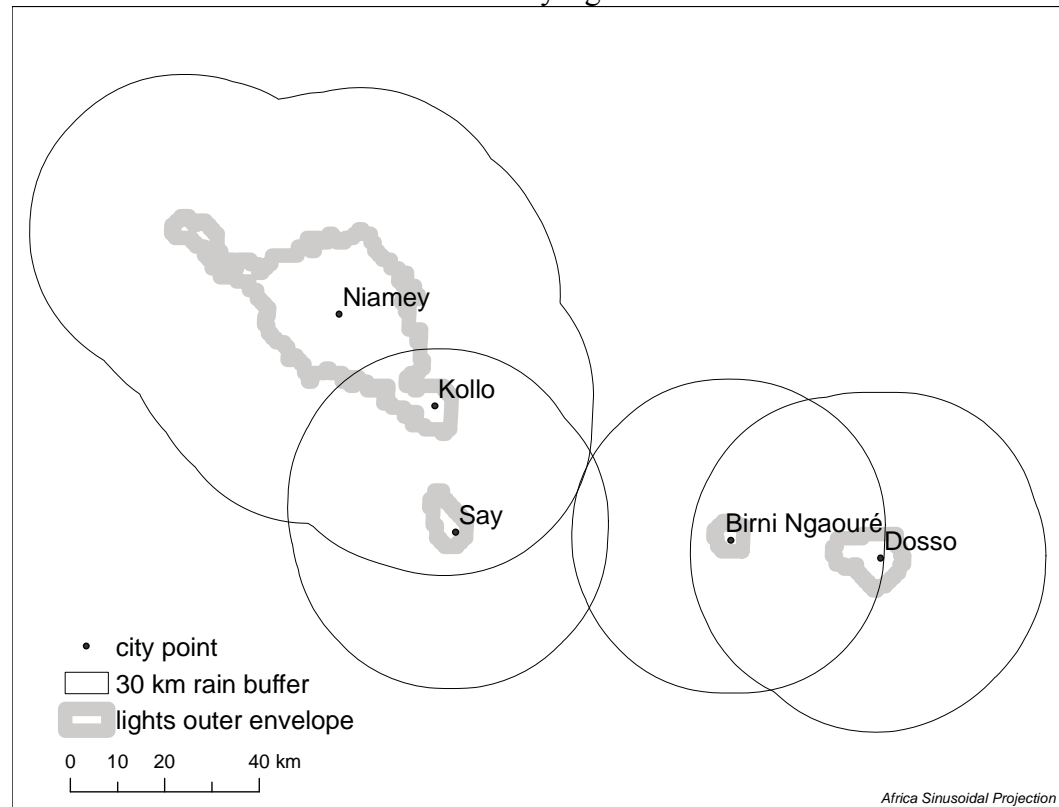 Niamey
Kollo
Say
Birni Ngaouré
Dosso
city point
30 km rain buffer
lights outer envelope
0 10 20 40 km
Africa Sinusoidal Projection